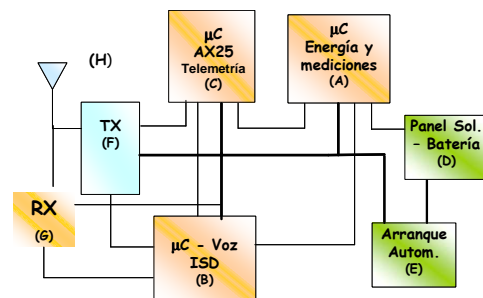 (H)
µC
AX25
Telemetría
(C)
µC
Energía y
mediciones
(A)
TX
(F)
Panel Sol.
- Batería
(D)
RX
(G)
µC - Voz
ISD
(B)
Arranque
Autom.
(E)